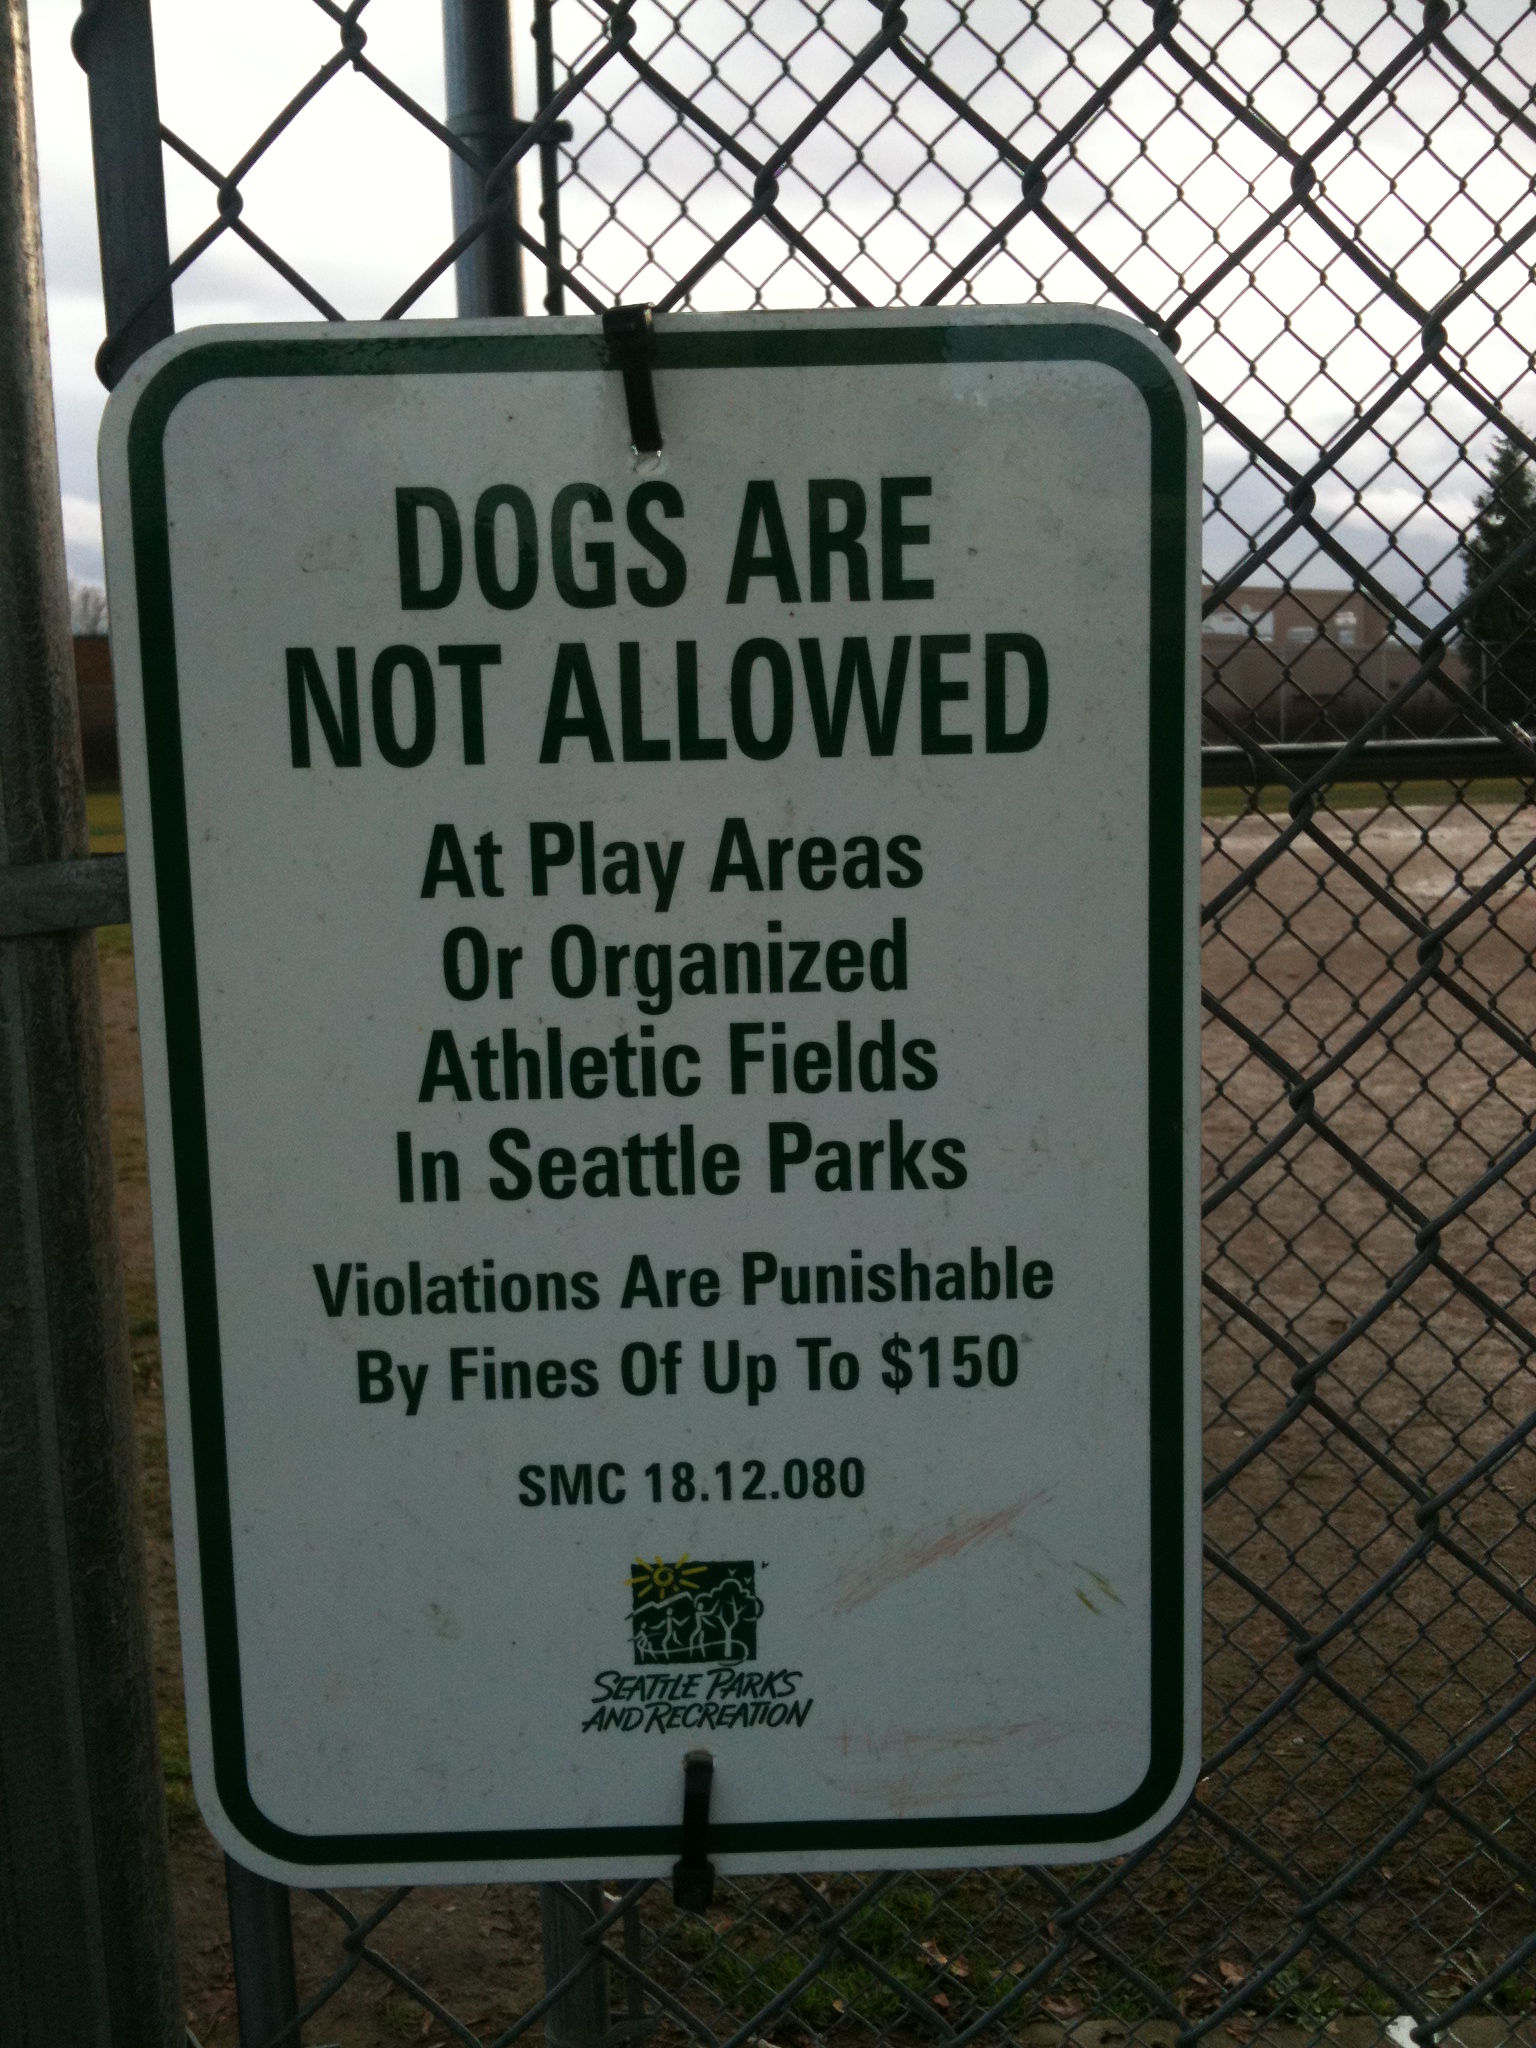 DOGS ARE
NOT ALLOWED
At Play Areas
Or Organized
Athletic Fields
In Seattle Parks
Violations Are Punishable
By Fines Of Up To $150
SMC 18.12.080
SEATTLE PARKS
AND RECREATION